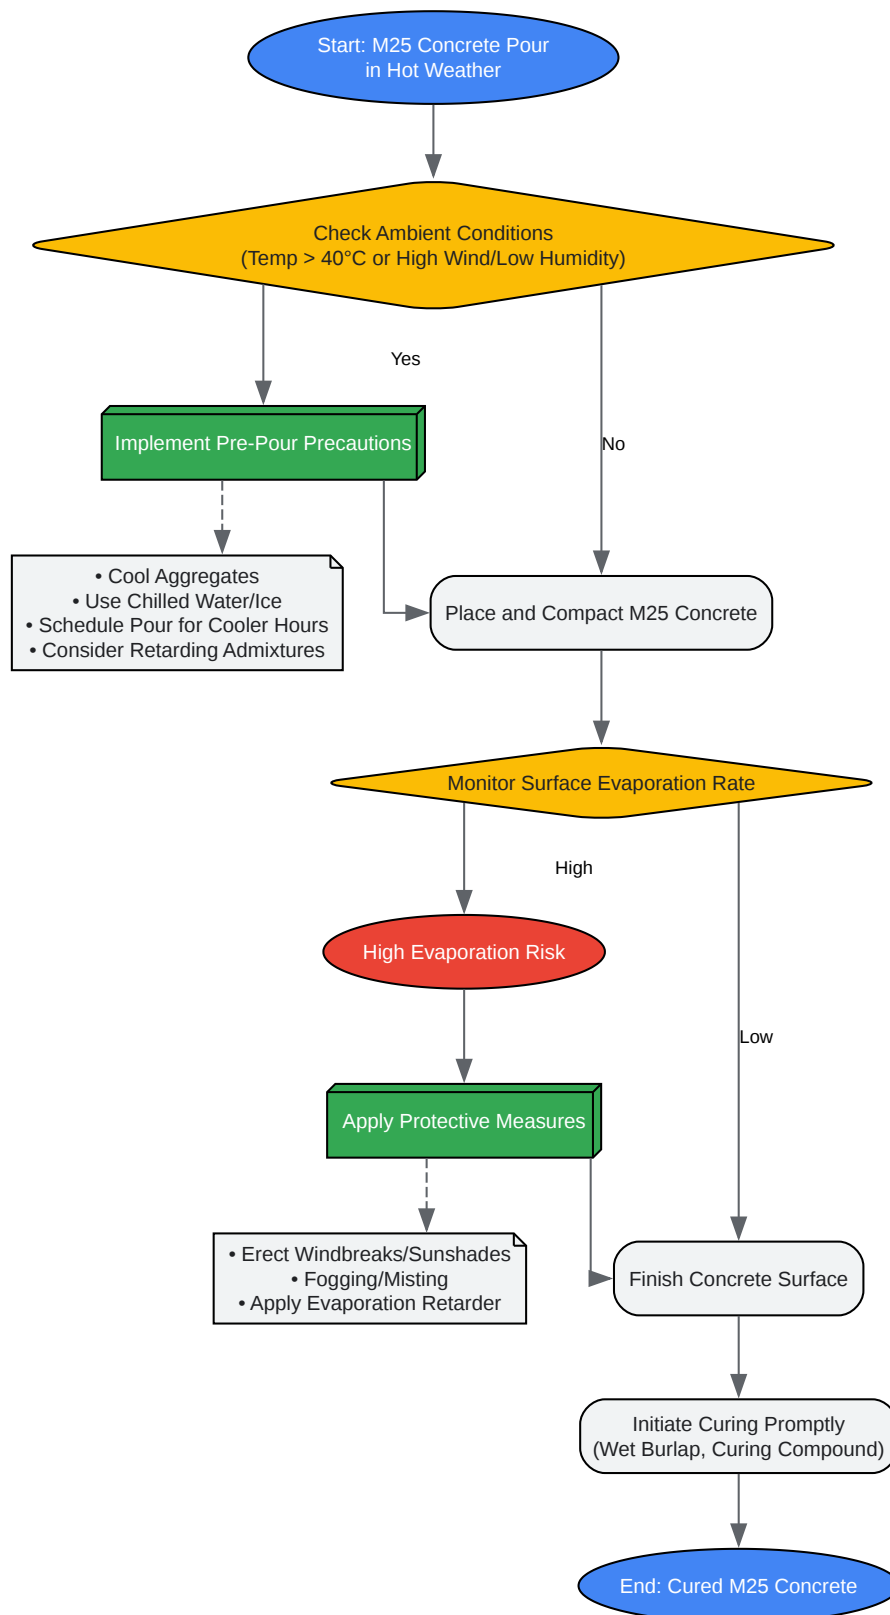 Start: M25 Concrete Pour
in Hot Weather
Check Ambient Conditions
(Temp > 40°C or High Wind/Low Humidity)
Yes
Implement Pre-Pour Precautions
No
• Cool Aggregates
• Use Chilled Water/Ice
• Schedule Pour for Cooler Hours
• Consider Retarding Admixtures
Place and Compact M25 Concrete
Monitor Surface Evaporation Rate
High
High Evaporation Risk
Low
Apply Protective Measures
• Erect Windbreaks/Sunshades
• Fogging/Misting
• Apply Evaporation Retarder
Finish Concrete Surface
Initiate Curing Promptly
(Wet Burlap, Curing Compound)
End: Cured M25 Concrete